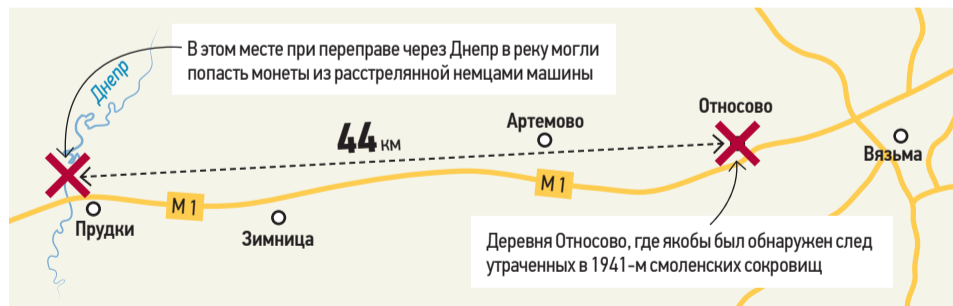 В этом месте при переправе через Днепр в реку могли
попасть монеты из расстрелянной немцами машины
Днепр
44 км
Артемово
Относово
Вязьма
М 1
М 1
Прудки
Зимница
Деревня Относово, где якобы был обнаружен след
утраченных в 1941-м смоленских сокровищ